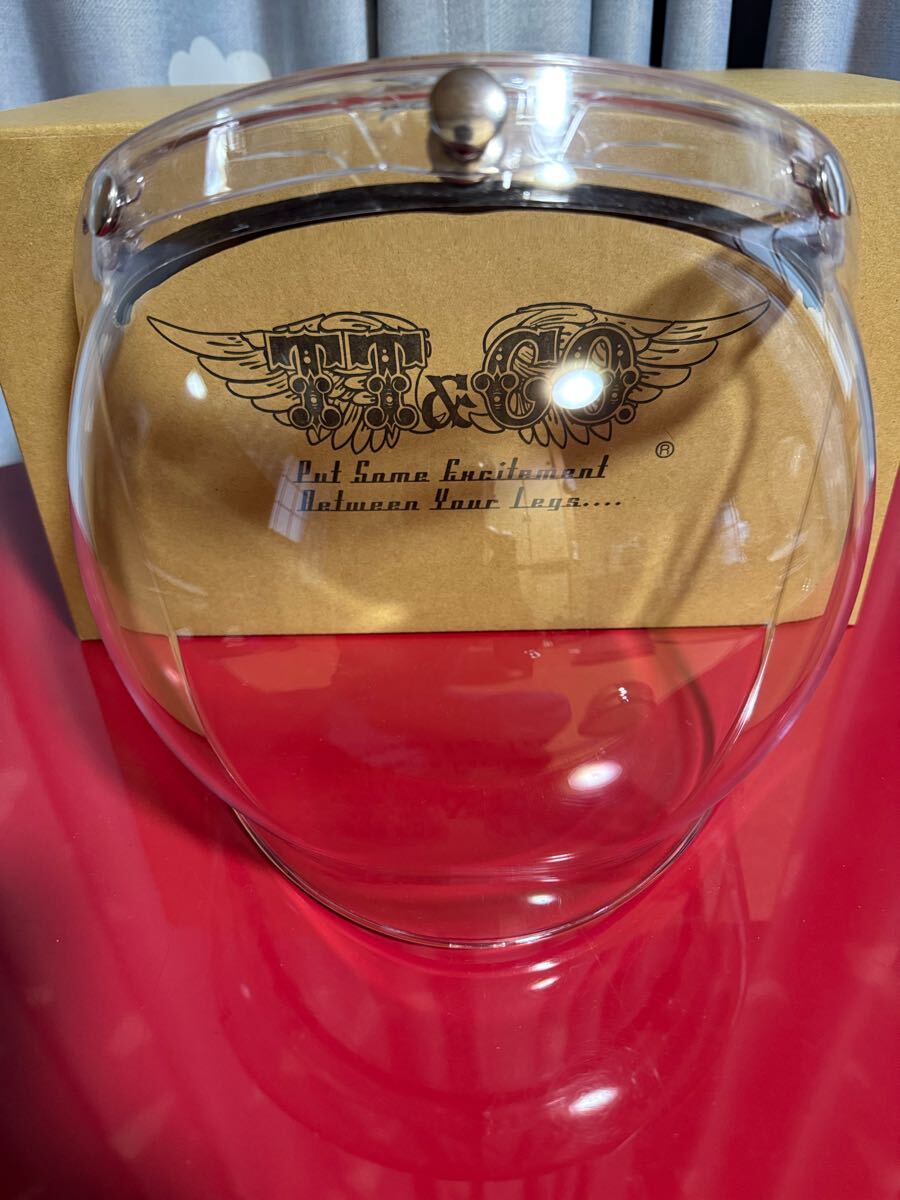 TT&CO.
®
Put Some Excitement
Between Your Legs....